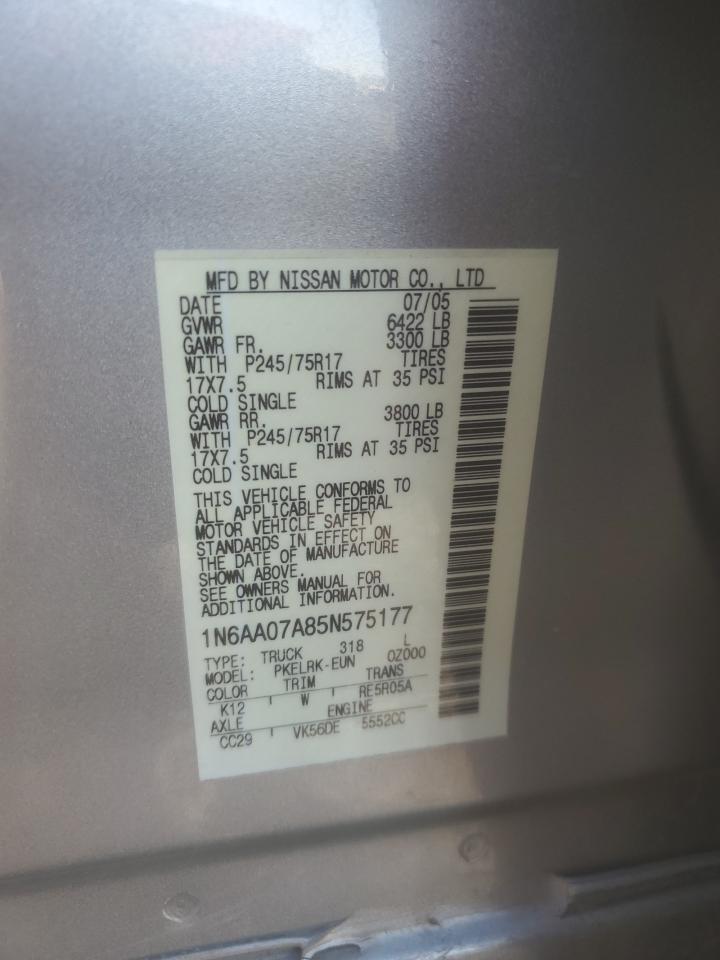 MFD BY NISSAN MOTOR CO., LTD
DATE 07/05
GVWR 6422 LB
GAWR FR. 3300 LB
WITH P245/75R17 TIRES
17X7.5 RIMS AT 35 PSI
COLD SINGLE
GAWR RR. 3800 LB
WITH P245/75R17 TIRES
17X7.5 RIMS AT 35 PSI
COLD SINGLE
THIS VEHICLE CONFORMS TO
ALL APPLICABLE FEDERAL
MOTOR VEHICLE SAFETY
STANDARDS IN EFFECT ON
THE DATE OF MANUFACTURE
SHOWN ABOVE.
SEE OWNERS MANUAL FOR
ADDITIONAL INFORMATION.
1N6AA07A85N575177
TYPE: TRUCK 318 L
MODEL: PKELRK-EUN 0Z000
COLOR TRIM TRANS
K12 W RE5R05A
AXLE ENGINE
CC29 VK56DE 5552CC